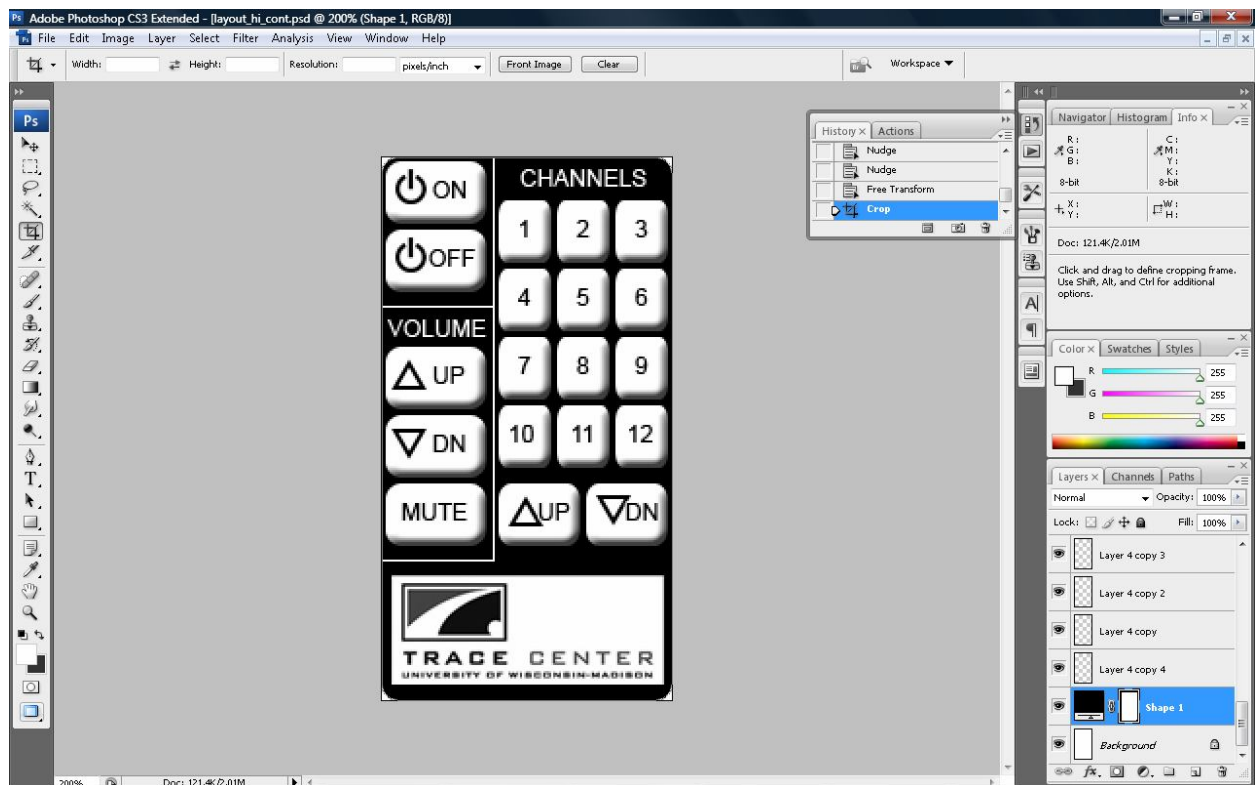 Ps Adobe Photoshop CS3 Extended - [layout_hi_cont.psd @ 200% (Shape 1, RGB/8)]
File Edit Image Layer Select Filter Analysis View Window Help
Width: Height: Resolution: pixels/inch Front Image Clear Workspace
Ps
History × Actions
Nudge
Nudge
Free Transform
Crop
Navigator Histogram Info ×
R: C:
G: M:
B: Y:
K:
8-bit 8-bit
X: W:
Y: H:
Doc: 121.4K/2.01M
Click and drag to define cropping frame.
Use Shift, Alt, and Ctrl for additional
options.
Color × Swatches Styles
R 255
G 255
B 255
Layers × Channels Paths
Normal Opacity: 100%
Lock: Fill: 100%
Layer 4 copy 3
Layer 4 copy 2
Layer 4 copy
Layer 4 copy 4
Shape 1
Background
ON
OFF
VOLUME
UP
DN
MUTE
CHANNELS
1 2 3
4 5 6
7 8 9
10 11 12
UP DN
TRACE CENTER
UNIVERSITY OF WISCONSIN-MADISON
200% Doc: 121.4K/2.01M